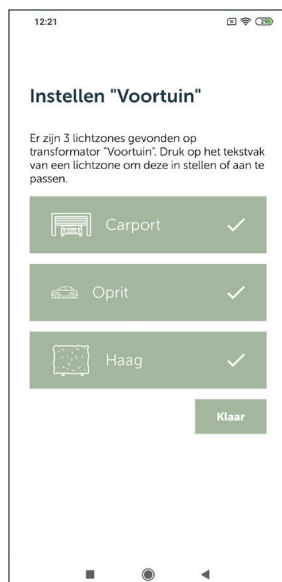 12:21
29
Instellen "Voortuin"
Er zijn 3 lichtzones gevonden op
transformator "Voortuin". Druk op het tekstvak
van een lichtzone om deze in stellen of aan te
passen.
Carport
Oprit
Haag
Klaar